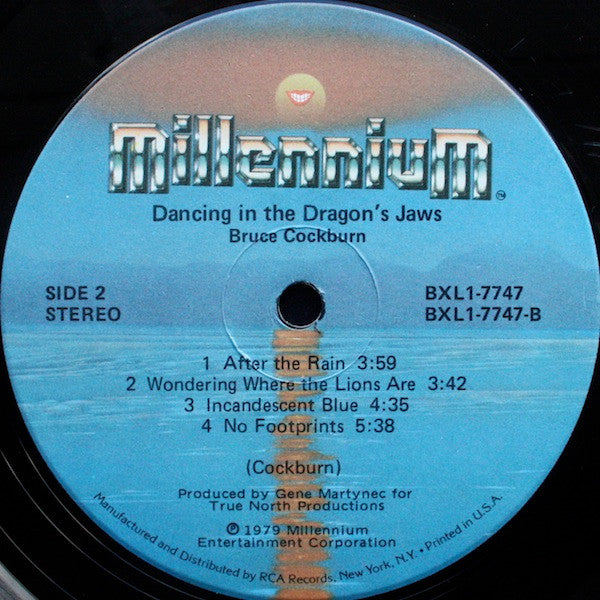 millennium
TM
Dancing in the Dragon's Jaws
Bruce Cockburn
SIDE 2
STEREO
BXL1-7747
BXL1-7747-B
1 After the Rain 3:59
2 Wondering Where the Lions Are 3:42
3 Incandescent Blue 4:35
4 No Footprints 5:38
(Cockburn)
Produced by Gene Martynec for
True North Productions
℗ 1979 Millennium
Entertainment Corporation
Manufactured and Distributed by RCA Records, New York, N.Y. • Printed in U.S.A.